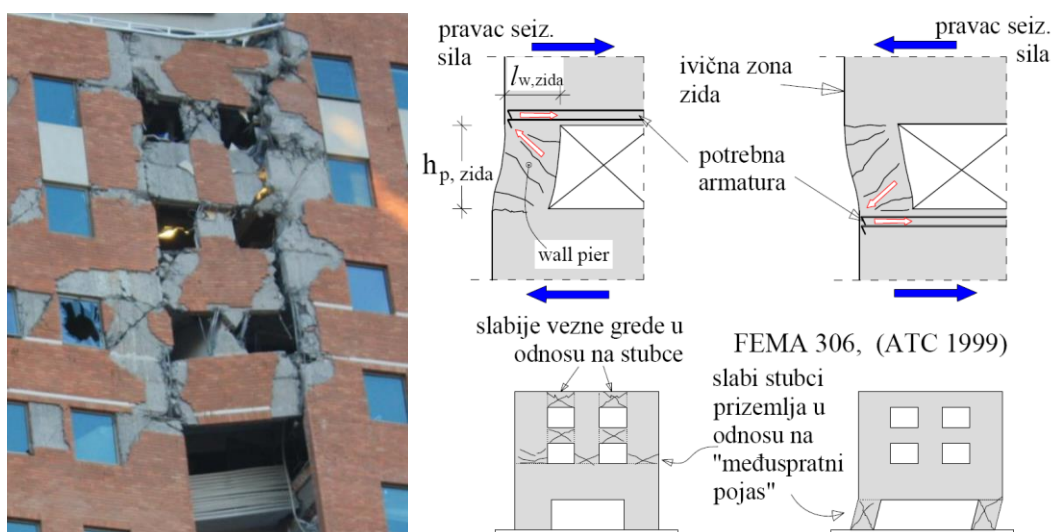 pravac seiz.
sila
lw,zida
hp, zida
wall pier
ivična zona
zida
potrebna
armatura
pravac seiz.
sila
slabije vezne grede u
odnosu na stubce
FEMA 306, (ATC 1999)
slabi stubci
prizemlja u
odnosu na
"međuspratni
pojas"